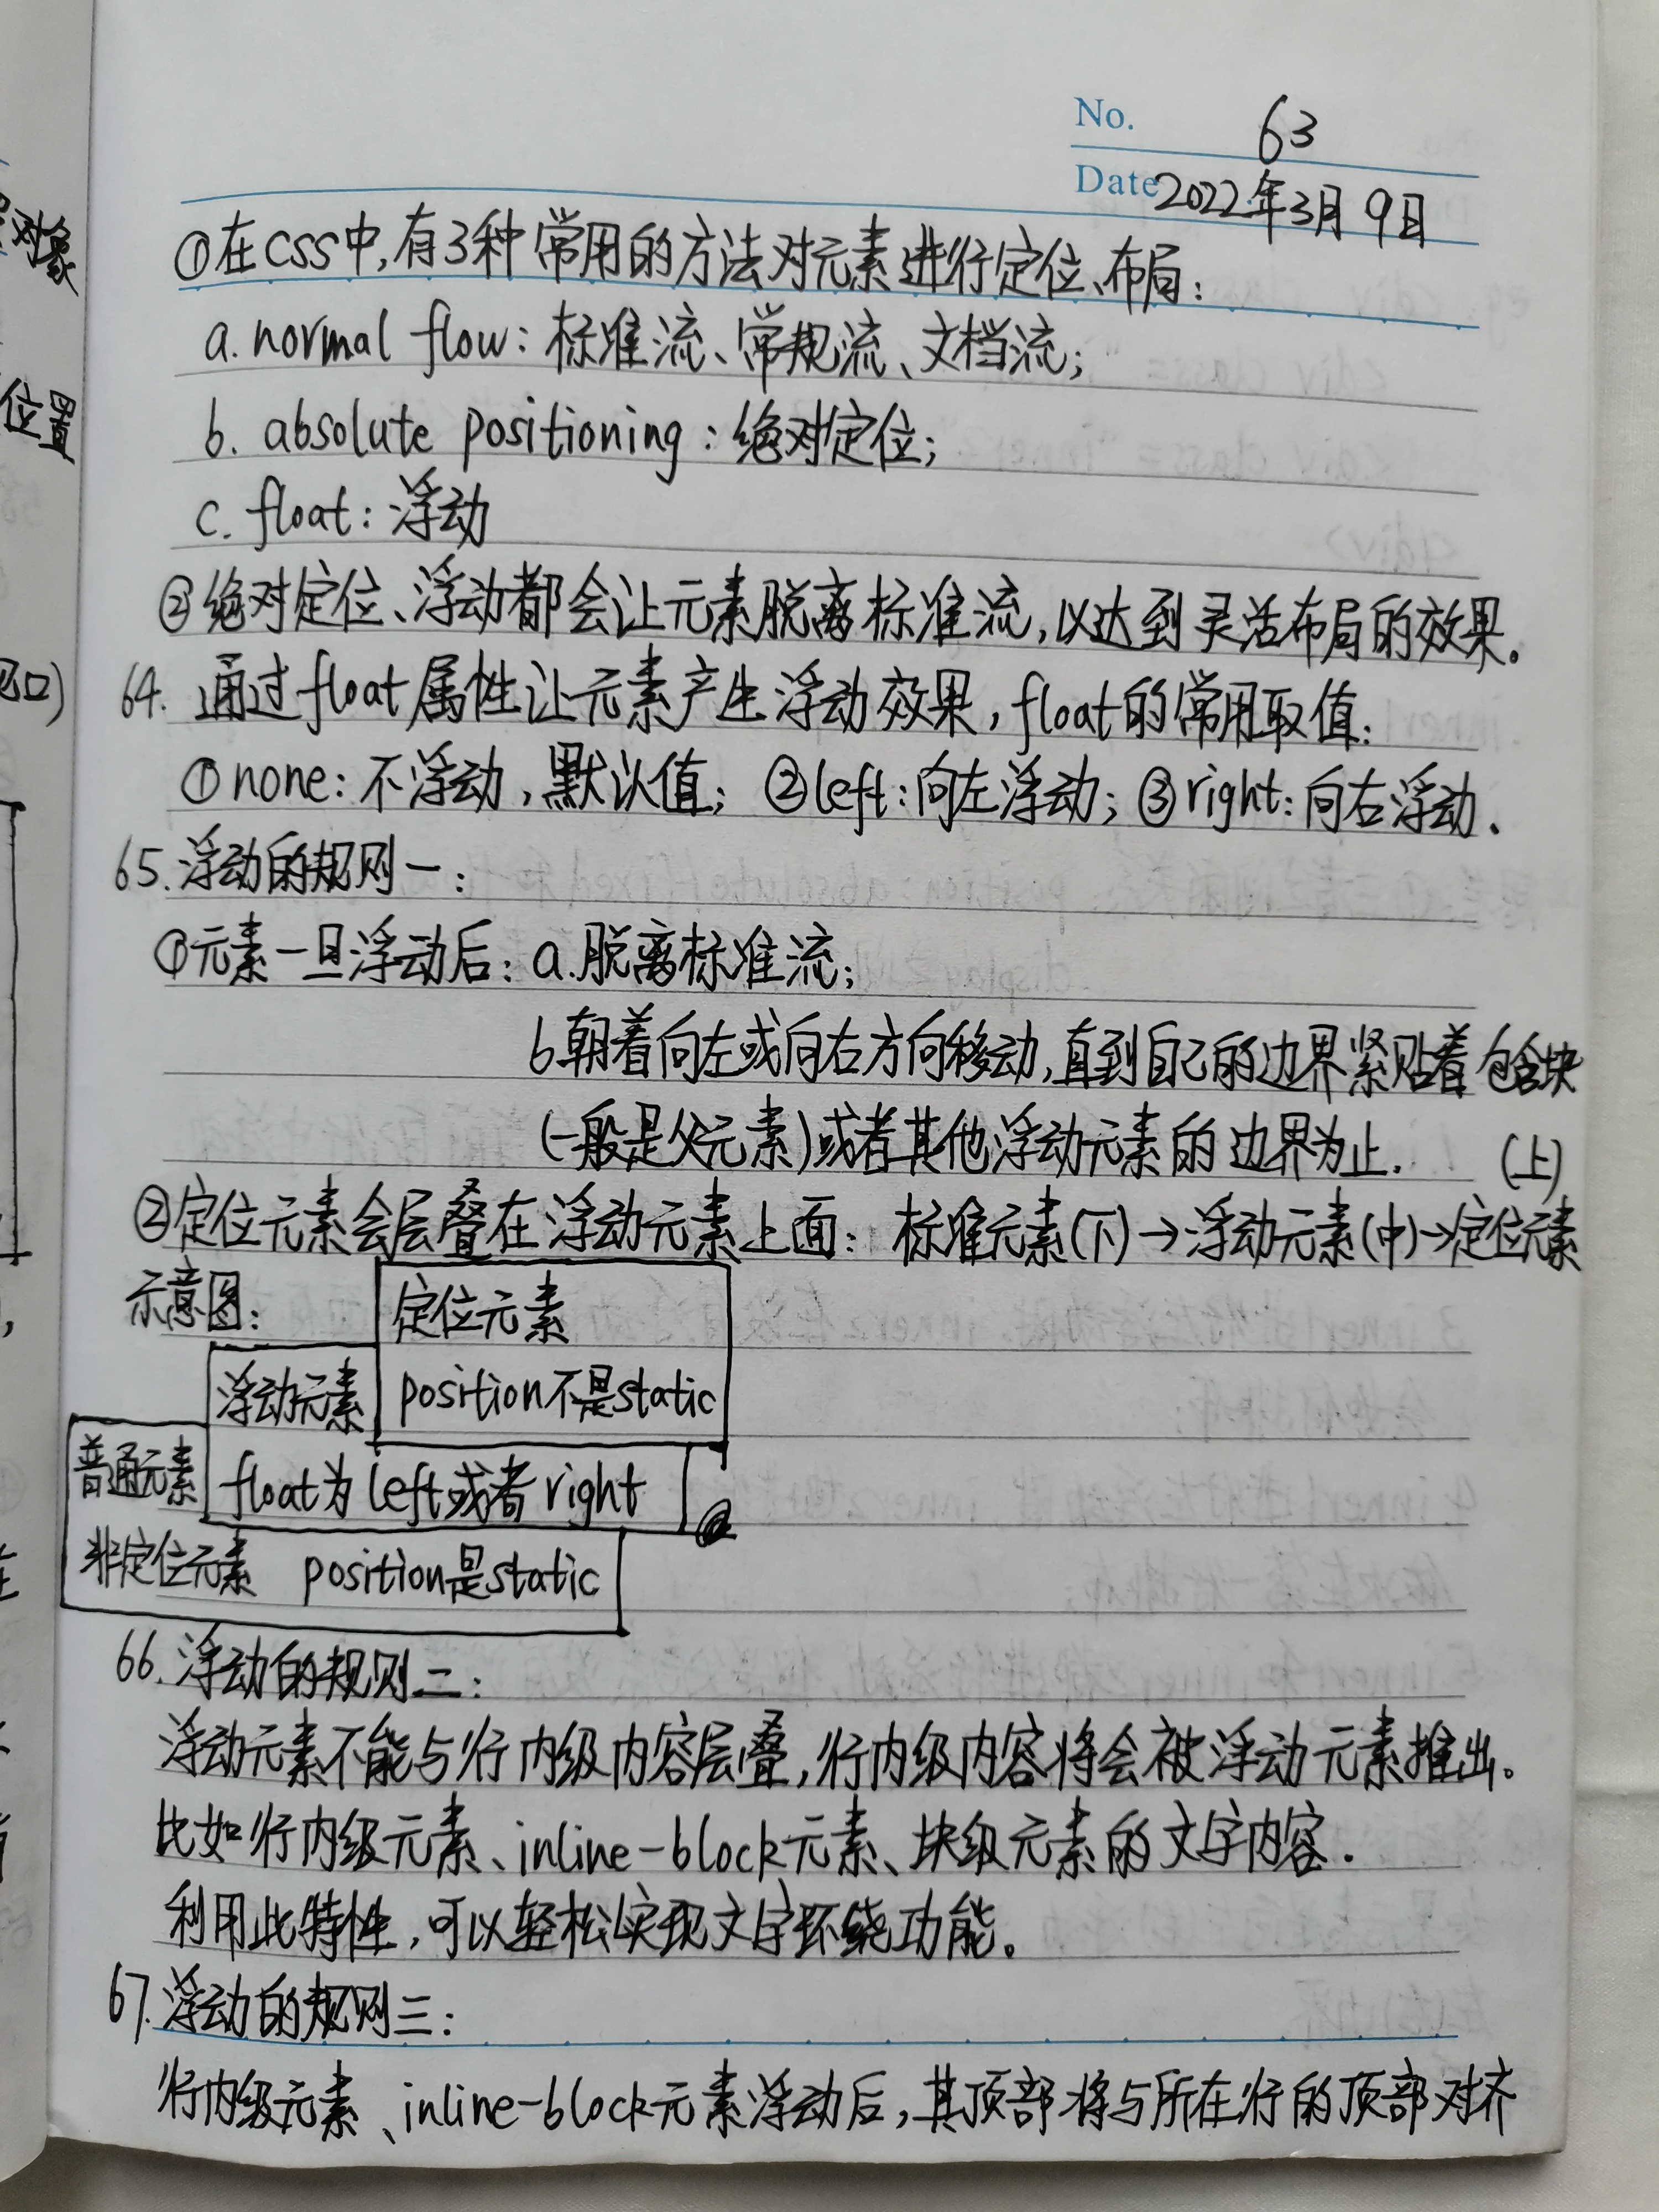 No. 63
Date 2022年3月9日
①在CSS中,有3种常用的方法对元素进行定位、布局:
a. normal flow: 标准流、常规流、文档流;
b. absolute positioning: 绝对定位;
c. float: 浮动
②绝对定位、浮动都会让元素脱离标准流,以达到灵活布局的效果。
64. 通过float属性让元素产生浮动效果,float的常用取值:
①none:不浮动,默认值; ②left:向左浮动; ③right:向右浮动.
65. 浮动的规则一:
①元素一旦浮动后: a.脱离标准流;
b.朝着向左或向右方向移动,直到自己的边界紧贴着包含块
(一般是父元素)或者其他浮动元素的边界为止. (上)
②定位元素会层叠在浮动元素上面: 标准元素(下)→浮动元素(中)→定位元素
示意图: 定位元素
浮动元素 position不是static
普通元素 float为left或者right
非定位元素 position是static
66. 浮动的规则二:
浮动元素不能与行内级内容层叠,行内级内容将会被浮动元素推出。
比如行内级元素、inline-block元素、块级元素的文字内容.
利用此特性,可以轻松实现文字环绕功能。
67. 浮动的规则三:
行内级元素、inline-block元素浮动后,其顶部将与所在行的顶部对齐
对象
位置